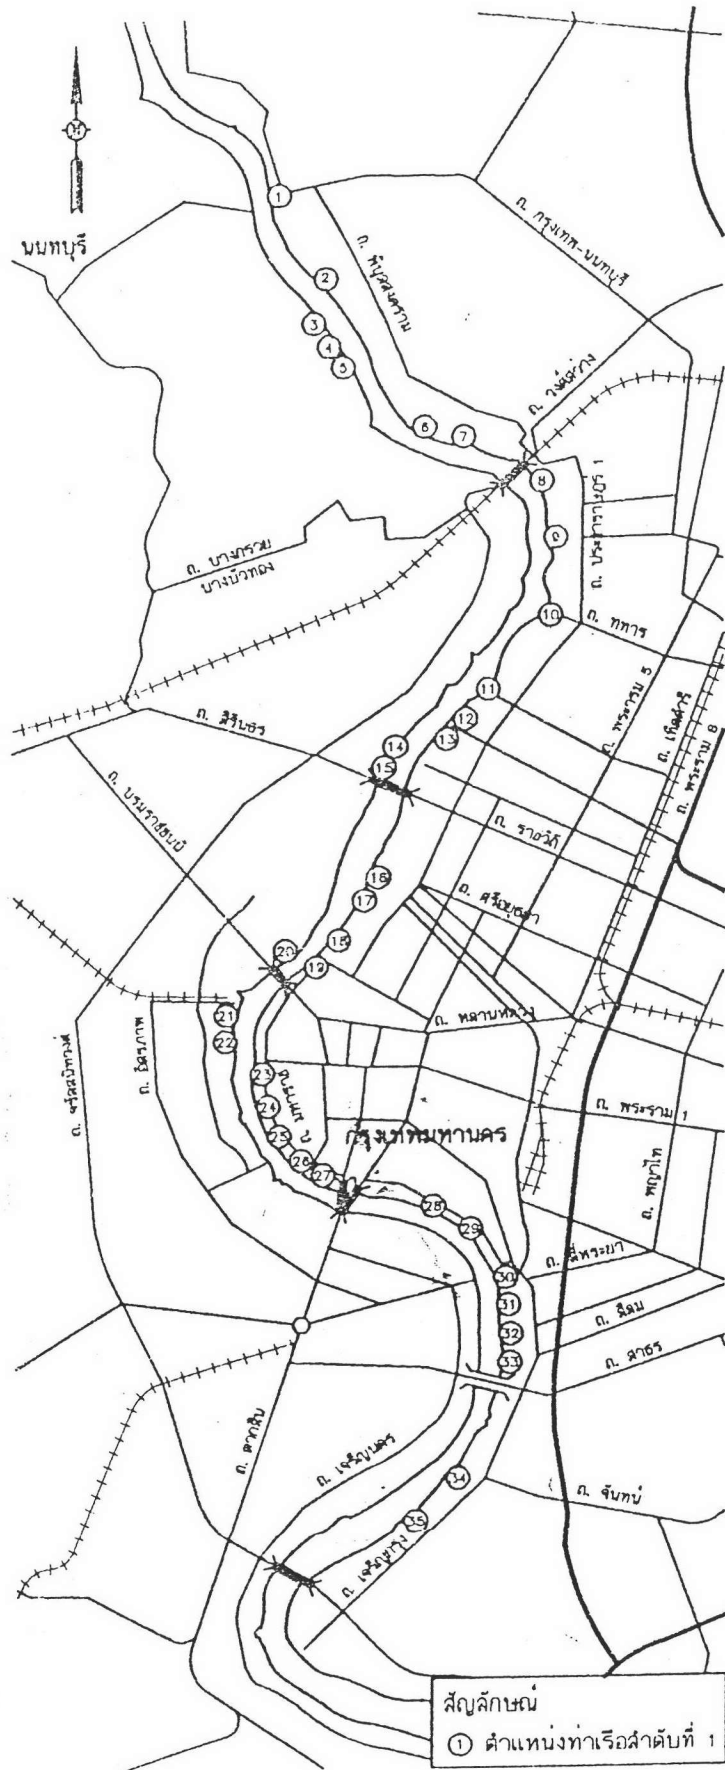 นนทบุรี
ถ. กรุงเทพ-นนทบุรี
ถ. พิบูลสงคราม
ถ. วงศ์สว่าง
1
2
3
4
5
6
7
8
9
10
ถ. ประชาราษฎร์ 1
ถ. บางกรวย
บางบัวทอง
ถ. ทหาร
11
12
13
14
15
ถ. สิรินธร
ถ. พระราม 5
ถ. พระราม 6
ถ. บรมราชชนนี
ถ. ราชวิถี
ถ. ศรีอยุธยา
16
17
18
19
20
21
22
ถ. หลานหลวง
ถ. จรัลสนิทวงศ์
ถ. อิสรภาพ
23
24
25
26
27
กรุงเทพมหานคร
ถ. พระราม 1
ถ. พญาไท
28
29
30
31
32
33
ถ. สี่พระยา
ถ. สีลม
ถ. สาธร
ถ. ตากสิน
ถ. เจริญนคร
34
35
ถ. จันทน์
ถ. เจริญกรุง
สัญลักษณ์
1 ตำแหน่งท่าเรือลำดับที่ 1